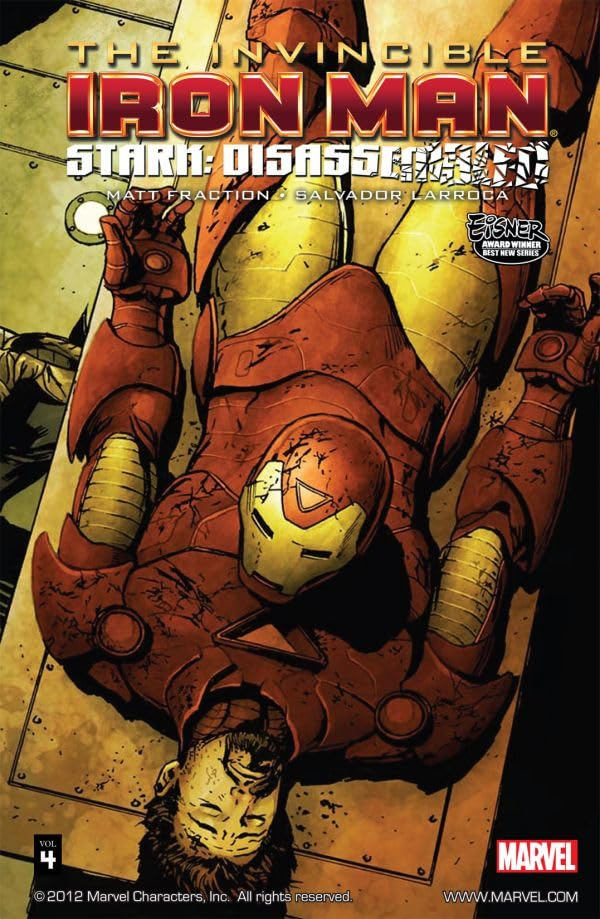 THE INVINCIBLE
IRON MAN®
STARK: DISASSEMBLED
MATT FRACTION • SALVADOR LARROCA
EISNER
AWARD WINNER
BEST NEW SERIES
VOL
4
MARVEL
© 2012 Marvel Characters, Inc. All rights reserved.
WWW.MARVEL.COM